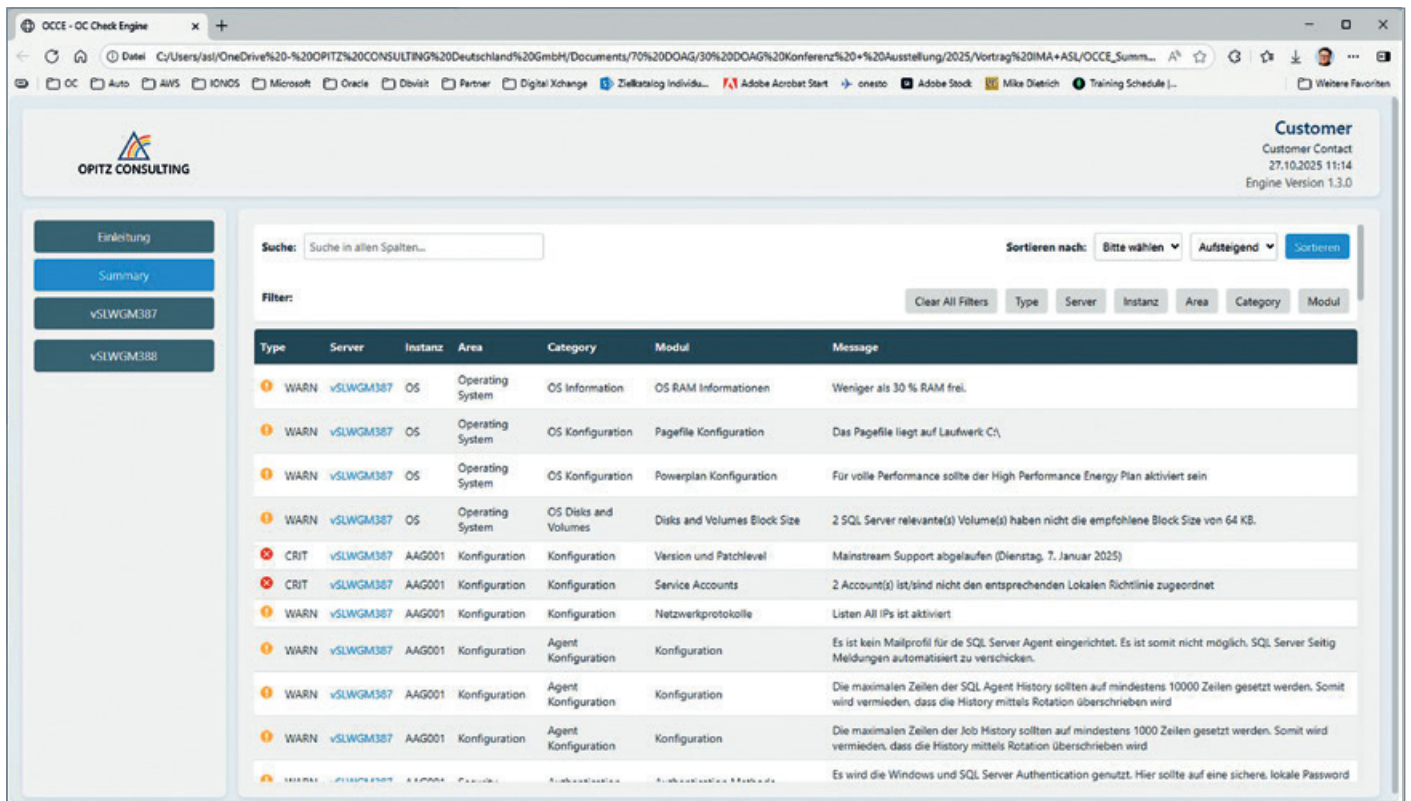 OCCE - OC Check Engine
Datei C:/Users/asl/OneDrive%20-%20OPITZ%20CONSULTING%20Deutschland%20GmbH/Documents/70%20DOAG/30%20DOAG%20Konferenz%20+%20Ausstellung/2025/Vortrag%20IMA+ASL/OCCE_Summ...
OC Auto AWS IONOS Microsoft Oracle Dbvisit Partner Digital Xchange Zielkatalog Individu... Adobe Acrobat Start onesto Adobe Stock Mike Dietrich Training Schedule |... Weitere Favoriten
OPITZ CONSULTING
Customer
Customer Contact
27.10.2025 11:14
Engine Version 1.3.0
Einleitung
Summary
vSLWGM387
vSLWGM388
Suche: Suche in allen Spalten... Sortieren nach: Bitte wählen Aufsteigend Sortieren
Filter: Clear All Filters Type Server Instanz Area Category Modul
Type Server Instanz Area Category Modul Message
WARN vSLWGM387 OS Operating System OS Information OS RAM Informationen Weniger als 30 % RAM frei.
WARN vSLWGM387 OS Operating System OS Konfiguration Pagefile Konfiguration Das Pagefile liegt auf Laufwerk C:\,
WARN vSLWGM387 OS Operating System OS Konfiguration Powerplan Konfiguration Für volle Performance sollte der High Performance Energy Plan aktiviert sein
WARN vSLWGM387 OS Operating System OS Disks and Volumes Disks and Volumes Block Size 2 SQL Server relevante(s) Volume(s) haben nicht die empfohlene Block Size von 64 KB.
CRIT vSLWGM387 AAG001 Konfiguration Konfiguration Version und Patchlevel Mainstream Support abgelaufen (Dienstag, 7. Januar 2025)
CRIT vSLWGM387 AAG001 Konfiguration Konfiguration Service Accounts 2 Account(s) ist/sind nicht den entsprechenden Lokalen Richtlinie zugeordnet
WARN vSLWGM387 AAG001 Konfiguration Konfiguration Netzwerkprotokolle Listen All IPs ist aktiviert
WARN vSLWGM387 AAG001 Konfiguration Agent Konfiguration Konfiguration Es ist kein Mailprofil für de SQL Server Agent eingerichtet. Es ist somit nicht möglich, SQL Server Seitig
Meldungen automatisiert zu verschicken.
WARN vSLWGM387 AAG001 Konfiguration Agent Konfiguration Konfiguration Die maximalen Zeilen der SQL Agent History sollten auf mindestens 10000 Zeilen gesetzt werden. Somit
wird vermieden, dass die History mittels Rotation überschrieben wird
WARN vSLWGM387 AAG001 Konfiguration Agent Konfiguration Konfiguration Die maximalen Zeilen der Job History sollten auf mindestens 1000 Zeilen gesetzt werden. Somit wird
vermieden, dass die History mittels Rotation überschrieben wird
Es wird die Windows und SQL Server Authentication genutzt. Hier sollte auf eine sichere, lokale Password